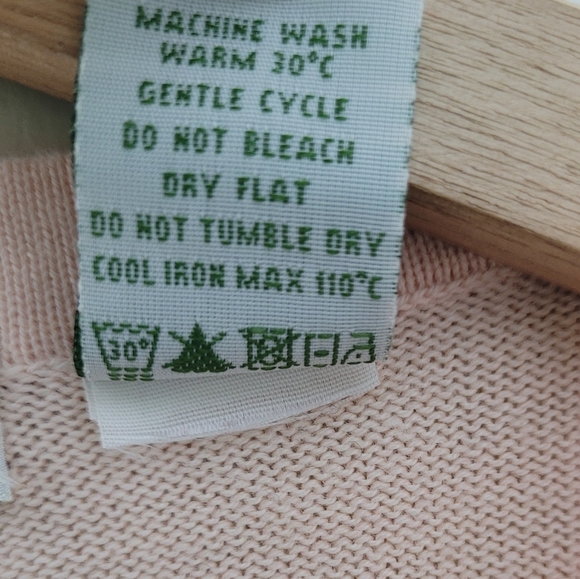 MACHINE WASH
WARM 30°C
GENTLE CYCLE
DO NOT BLEACH
DRY FLAT
DO NOT TUMBLE DRY
COOL IRON MAX 110°C
30°